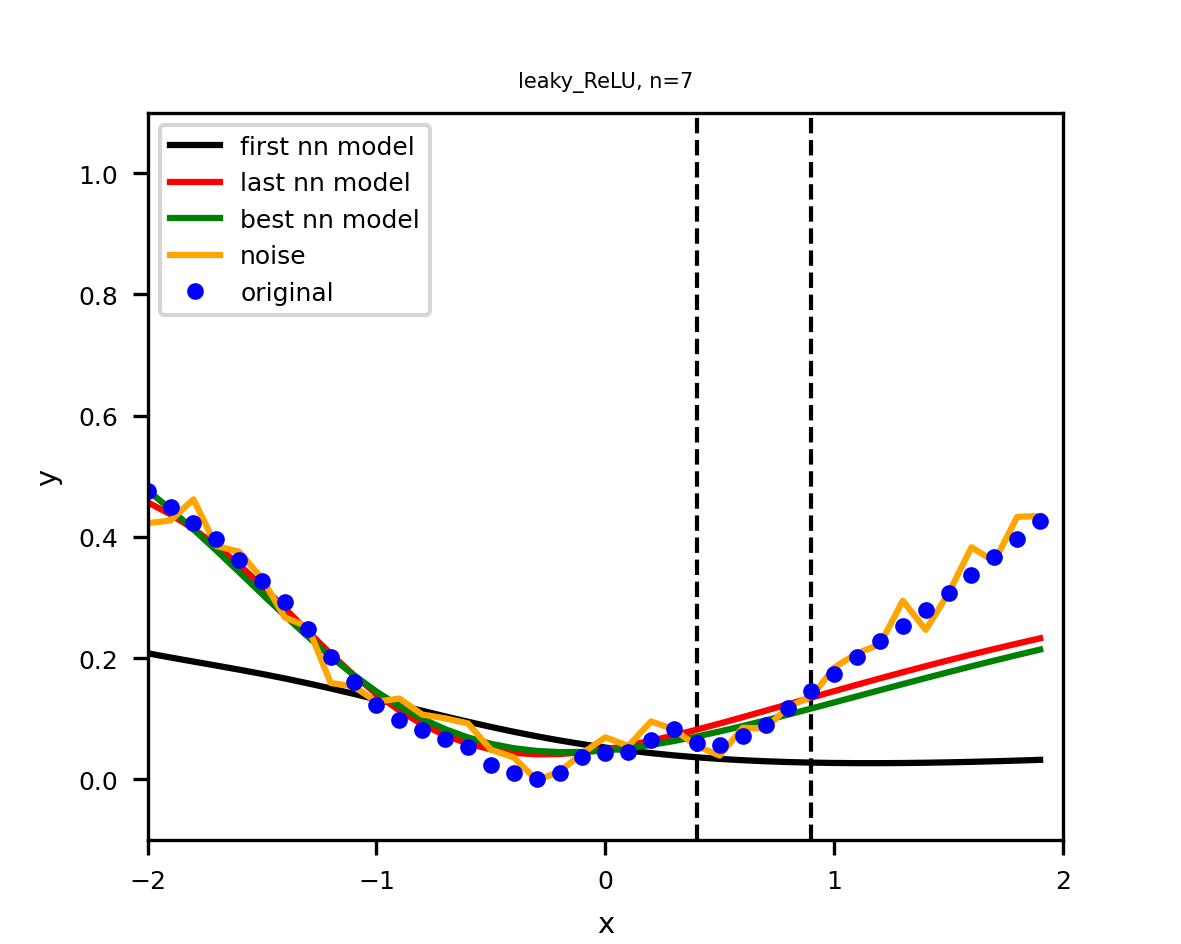 leaky_ReLU, n=7
first nn model
last nn model
best nn model
noise
original
1.0
0.8
0.6
0.4
0.2
0.0
y
−2
−1
0
1
2
x